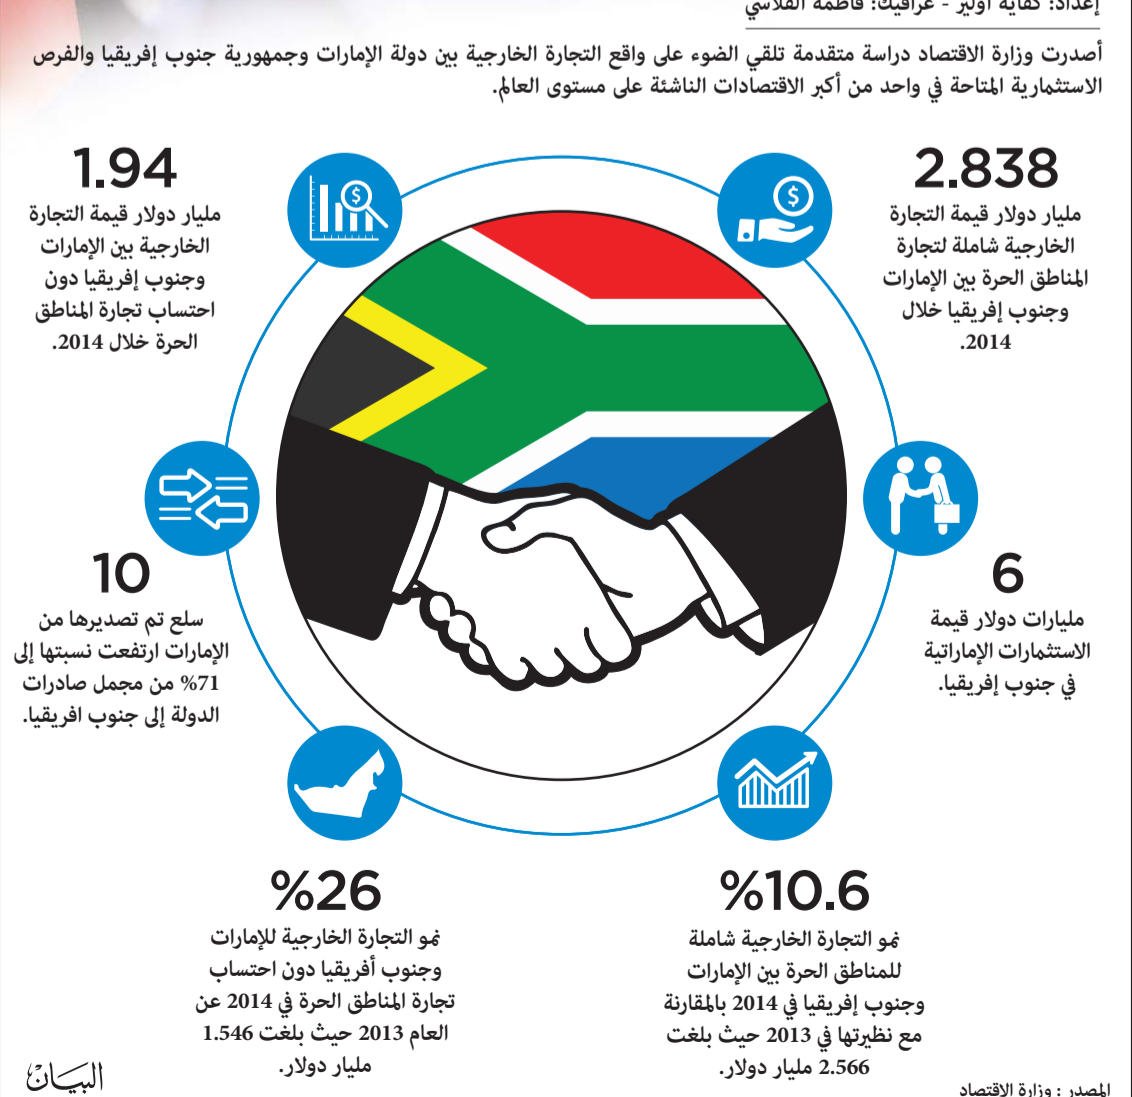 إعداد: كفاية أولير - غرافيك: فاطمة الفلاسي
أصدرت وزارة الاقتصاد دراسة متقدمة تلقي الضوء على واقع التجارة الخارجية بين دولة الإمارات وجمهورية جنوب إفريقيا والفرص
الاستثمارية المتاحة في واحد من أكبر الاقتصادات الناشئة على مستوى العالم.
2.838
مليار دولار قيمة التجارة
الخارجية شاملة لتجارة
المناطق الحرة بين الإمارات
وجنوب إفريقيا خلال
2014.
1.94
مليار دولار قيمة التجارة
الخارجية بين الإمارات
وجنوب إفريقيا دون
احتساب تجارة المناطق
الحرة خلال 2014.
6
مليارات دولار قيمة
الاستثمارات الإماراتية
في جنوب إفريقيا.
10
سلع تم تصديرها من
الإمارات ارتفعت نسبتها إلى
71% من مجمل صادرات
الدولة إلى جنوب افريقيا.
%10.6
نمو التجارة الخارجية شاملة
للمناطق الحرة بين الإمارات
وجنوب إفريقيا في 2014 بالمقارنة
مع نظيرتها في 2013 حيث بلغت
2.566 مليار دولار.
%26
نمو التجارة الخارجية للإمارات
وجنوب أفريقيا دون احتساب
تجارة المناطق الحرة في 2014 عن
العام 2013 حيث بلغت 1.546
مليار دولار.
المصدر : وزارة الاقتصاد
البيان